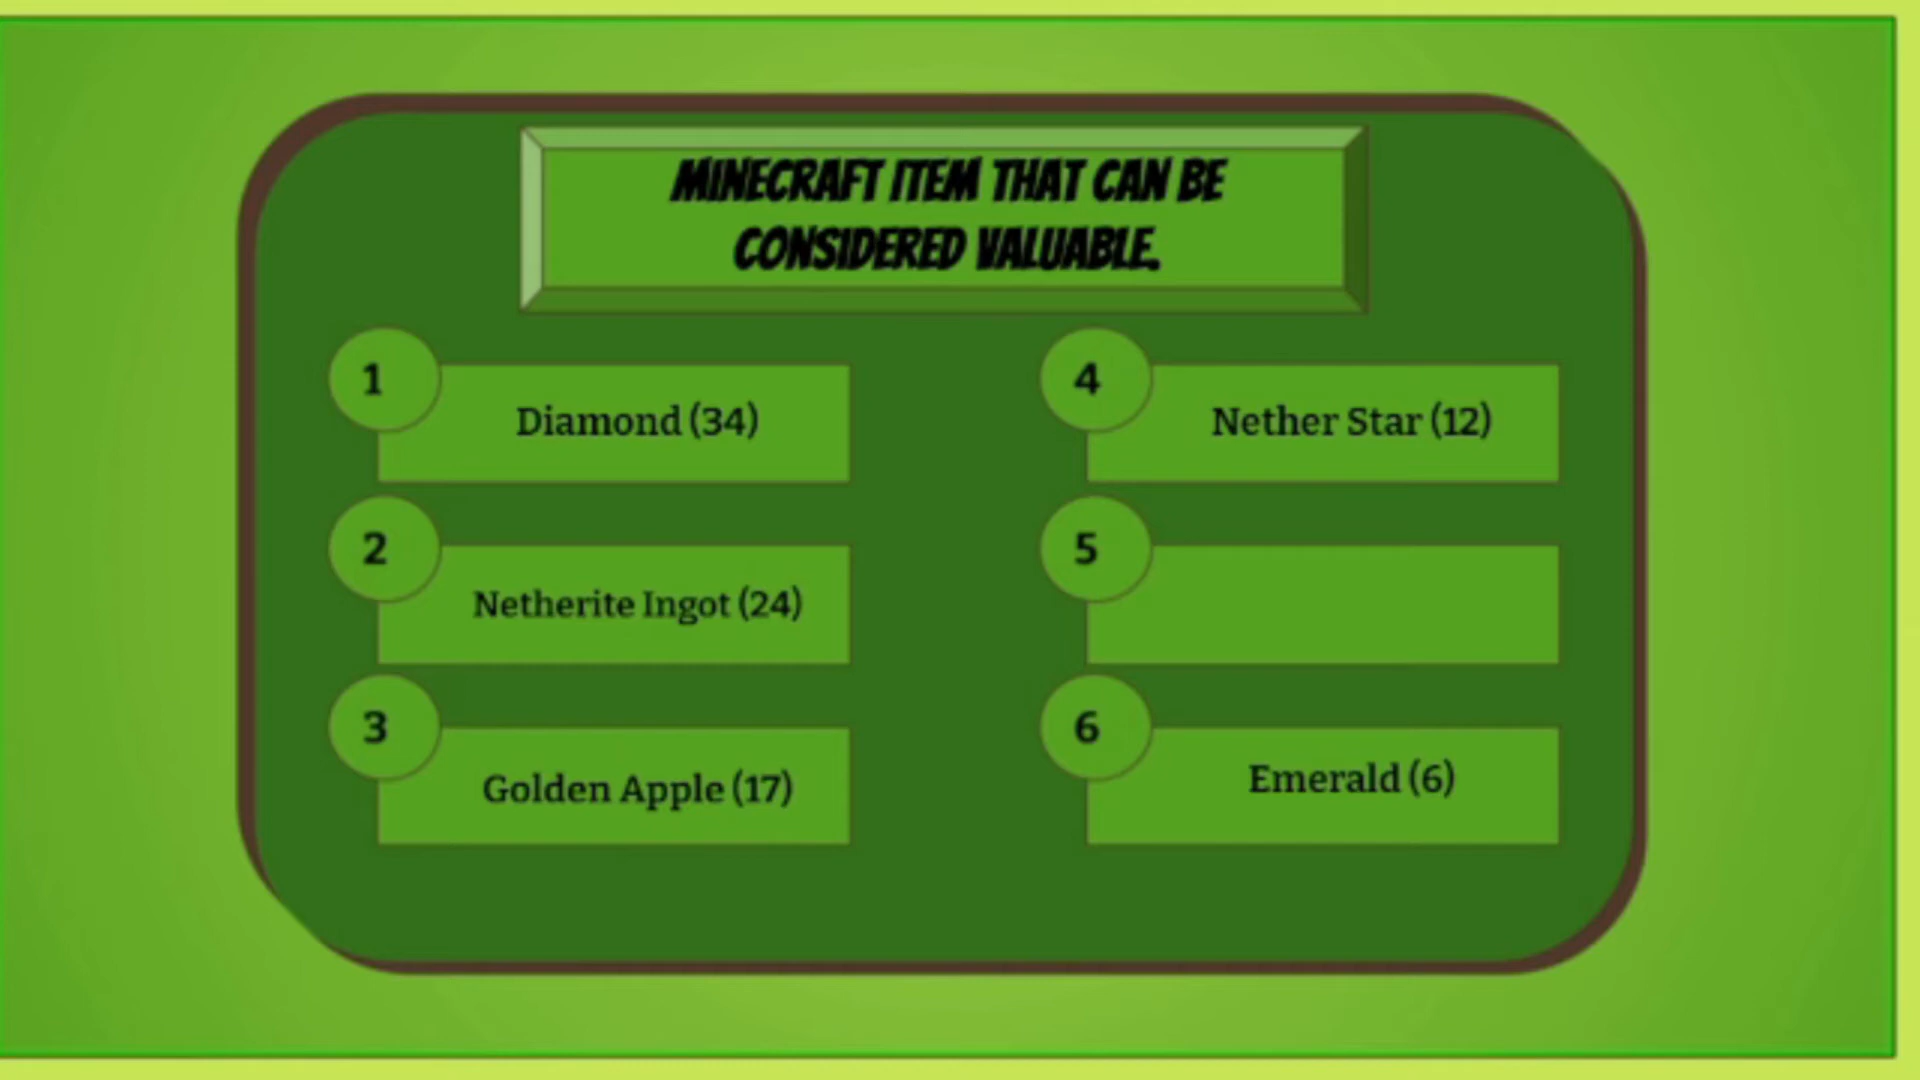 MINECRAFT ITEM THAT CAN BE
CONSIDERED VALUABLE.
1
Diamond (34)
2
Netherite Ingot (24)
3
Golden Apple (17)
4
Nether Star (12)
5
6
Emerald (6)